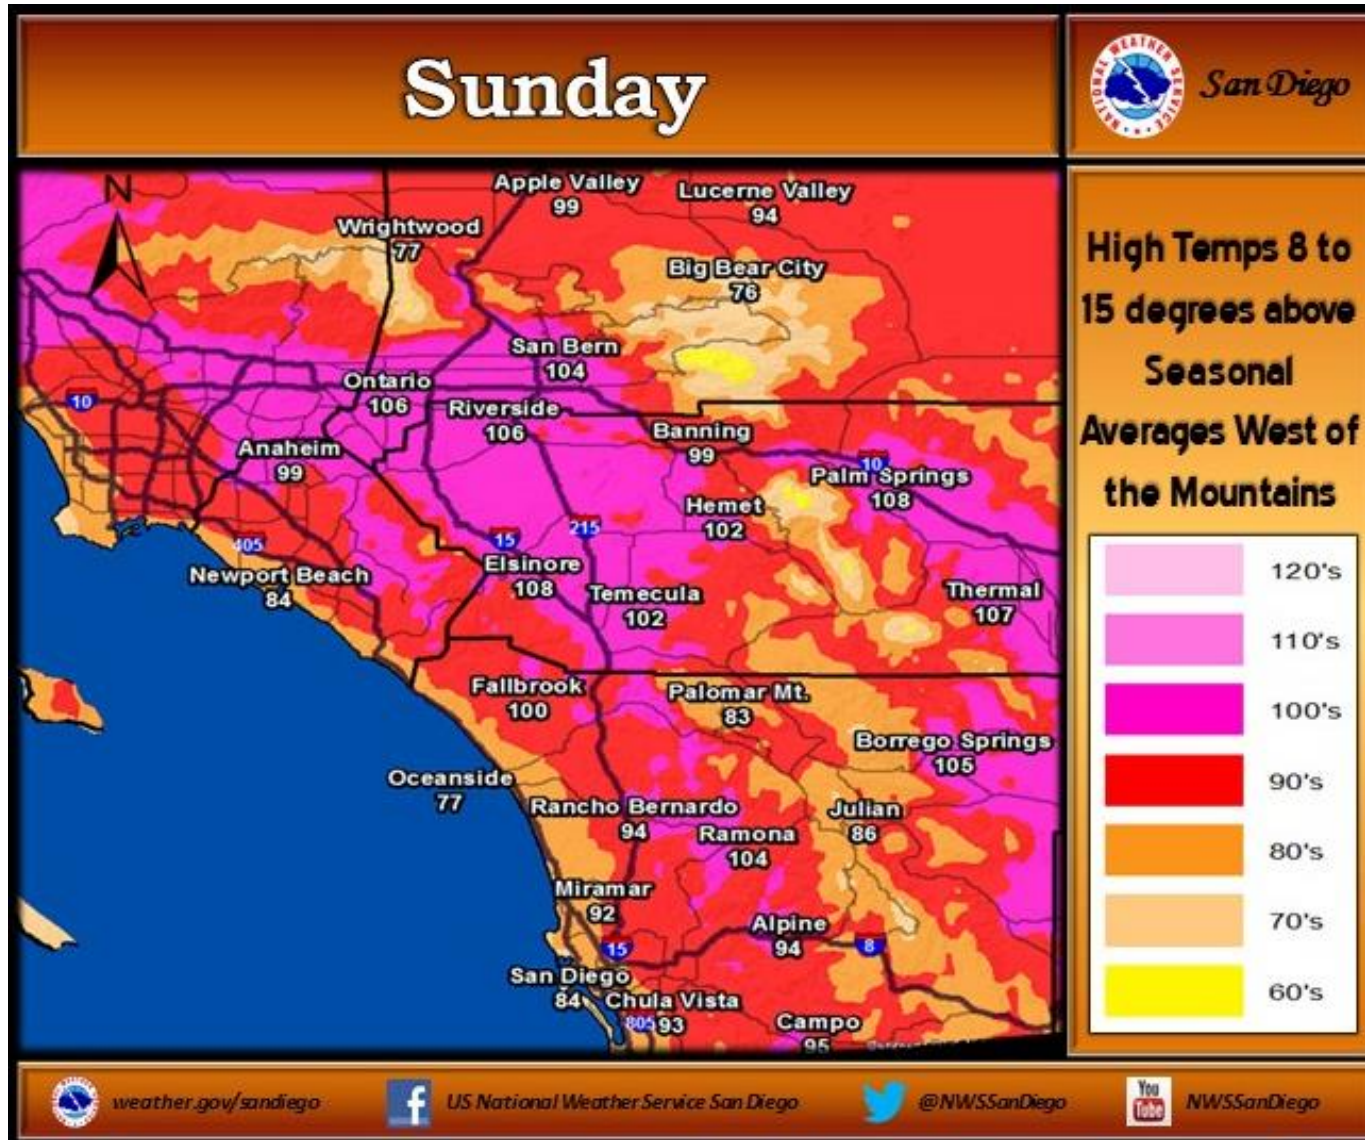 Sunday
NATIONAL WEATHER SERVICE
San Diego
N
Apple Valley
99
Lucerne Valley
94
Wrightwood
77
Big Bear City
76
San Bern
104
Ontario
106
Riverside
106
10
Banning
99
Anaheim
99
10
Palm Springs
108
Hemet
102
405
15
215
Newport Beach
84
Elsinore
108
Temecula
102
Thermal
107
Fallbrook
100
Palomar Mt.
83
Borrego Springs
105
Oceanside
77
Rancho Bernardo
94
Ramona
104
Julian
86
Miramar
92
Alpine
94
15
8
San Diego
84
Chula Vista
805
93
Campo
95
High Temps 8 to
15 degrees above
Seasonal
Averages West of
the Mountains
120's
110's
100's
90's
80's
70's
60's
weather.gov/sandiego
f
US National Weather Service San Diego
@NWSSanDiego
You
Tube
NWSSanDiego